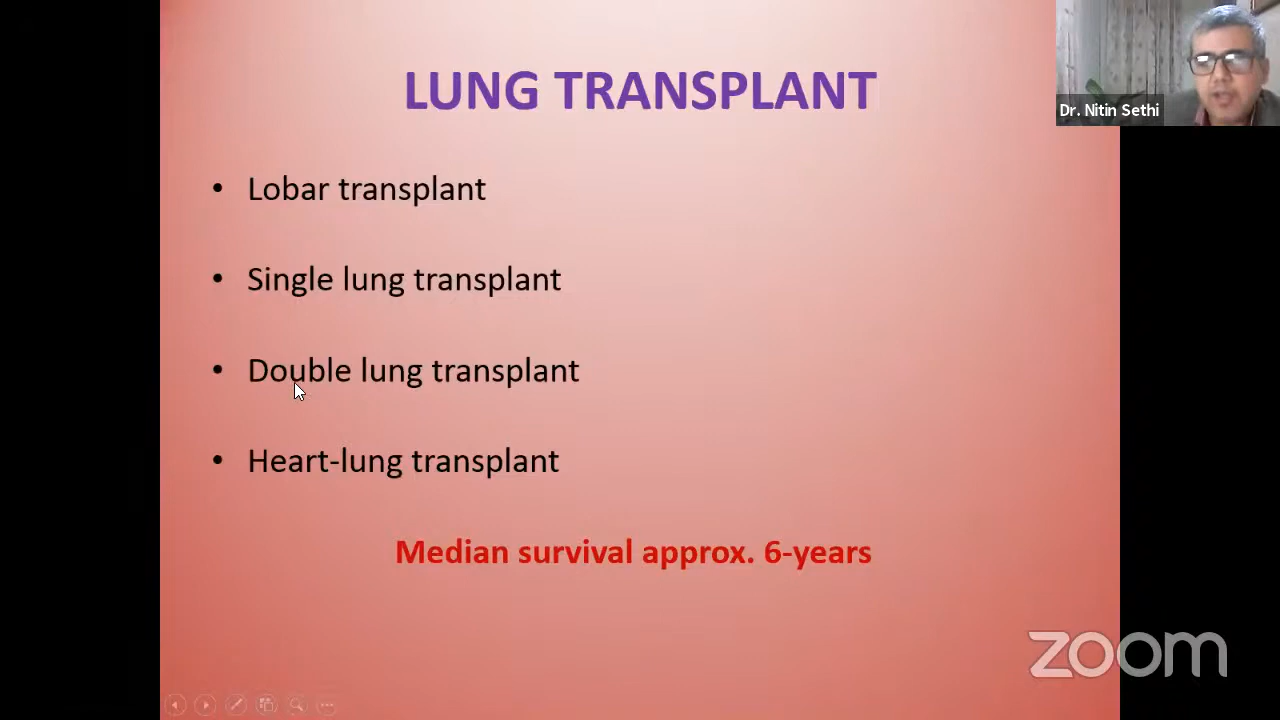 LUNG TRANSPLANT
Dr. Nitin Sethi
• Lobar transplant
• Single lung transplant
• Double lung transplant
• Heart-lung transplant
Median survival approx. 6-years
zoom